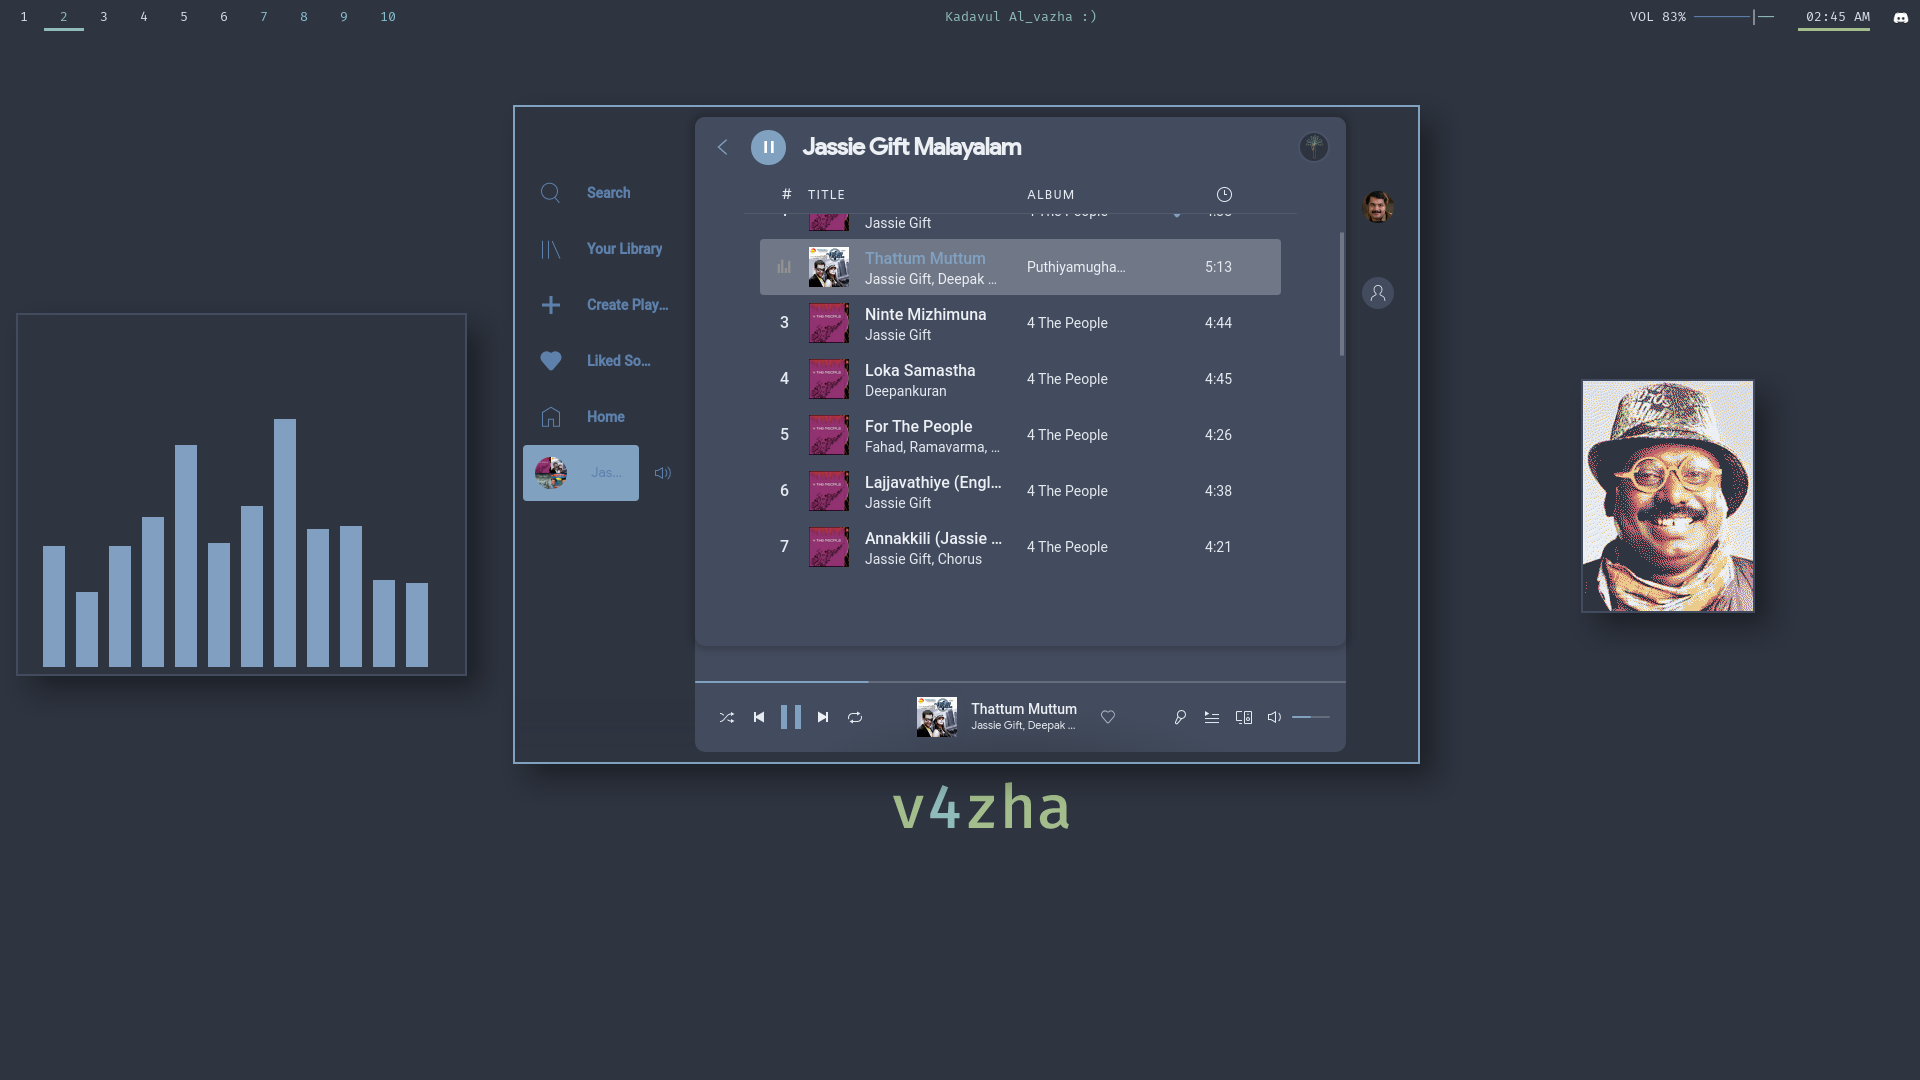 1 2 3 4 5 6 7 8 9 10
Kadavul Al_vazha :)
VOL 83%
02:45 AM
Search
Your Library
Create Play...
Liked So...
Home
Jas...
Jassie Gift Malayalam
# TITLE ALBUM
Jassie Gift
Thattum Muttum
Jassie Gift, Deepak ...
Puthiyamugha...
5:13
3 Ninte Mizhimuna
Jassie Gift
4 The People
4:44
4 Loka Samastha
Deepankuran
4 The People
4:45
5 For The People
Fahad, Ramavarma, ...
4 The People
4:26
6 Lajjavathiye (Engl...
Jassie Gift
4 The People
4:38
7 Annakkili (Jassie ...
Jassie Gift, Chorus
4 The People
4:21
Thattum Muttum
Jassie Gift, Deepak ...
v4zha